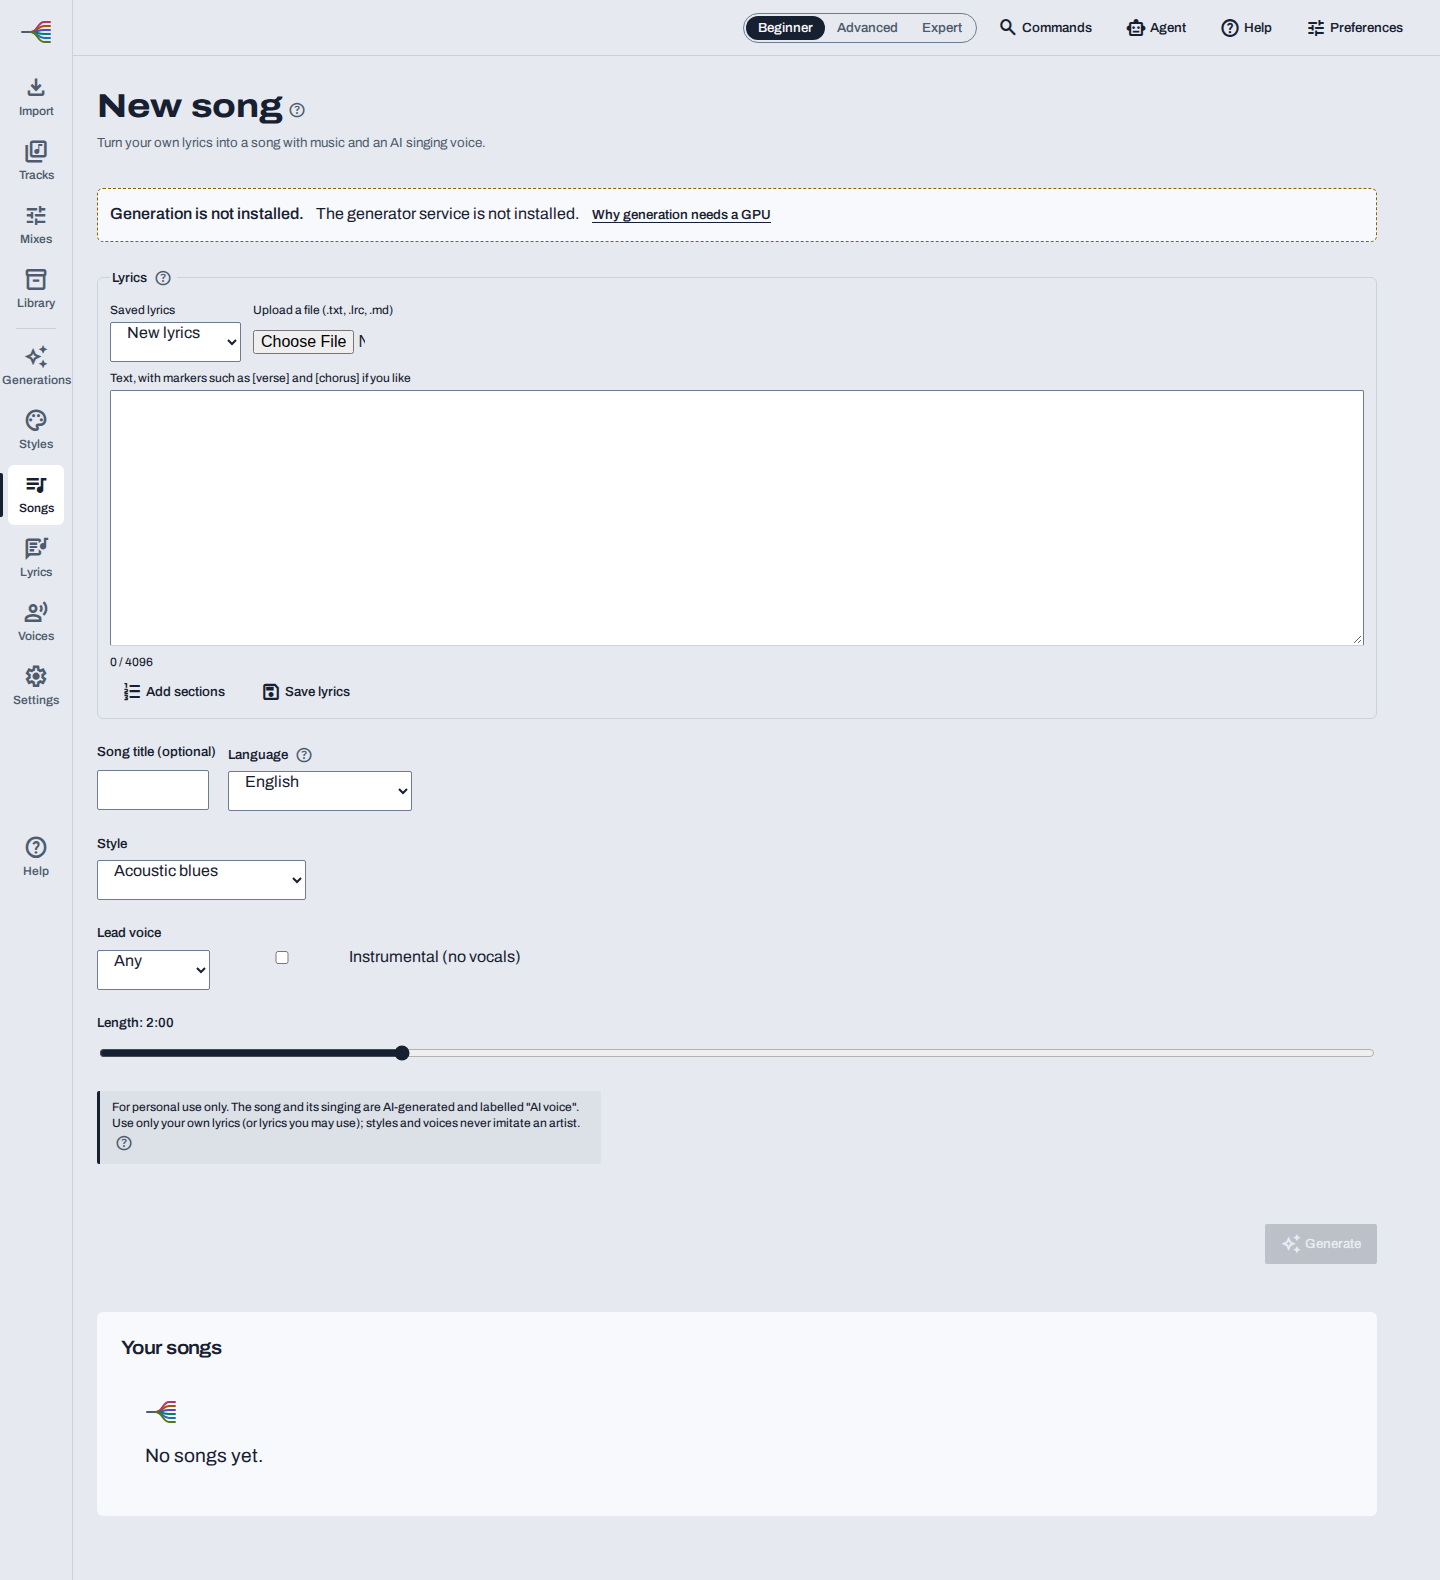 Beginner Advanced Expert Commands Agent Help Preferences
Import
Tracks
Mixes
Library
Generations
Styles
Songs
Lyrics
Voices
Settings
Help
New song
Turn your own lyrics into a song with music and an AI singing voice.
Generation is not installed. The generator service is not installed. Why generation needs a GPU
Lyrics
Saved lyrics Upload a file (.txt, .lrc, .md)
New lyrics Choose File
Text, with markers such as [verse] and [chorus] if you like
0 / 4096
Add sections Save lyrics
Song title (optional) Language
English
Style
Acoustic blues
Lead voice
Any Instrumental (no vocals)
Length: 2:00
For personal use only. The song and its singing are AI-generated and labelled "AI voice".
Use only your own lyrics (or lyrics you may use); styles and voices never imitate an artist.
Generate
Your songs
No songs yet.